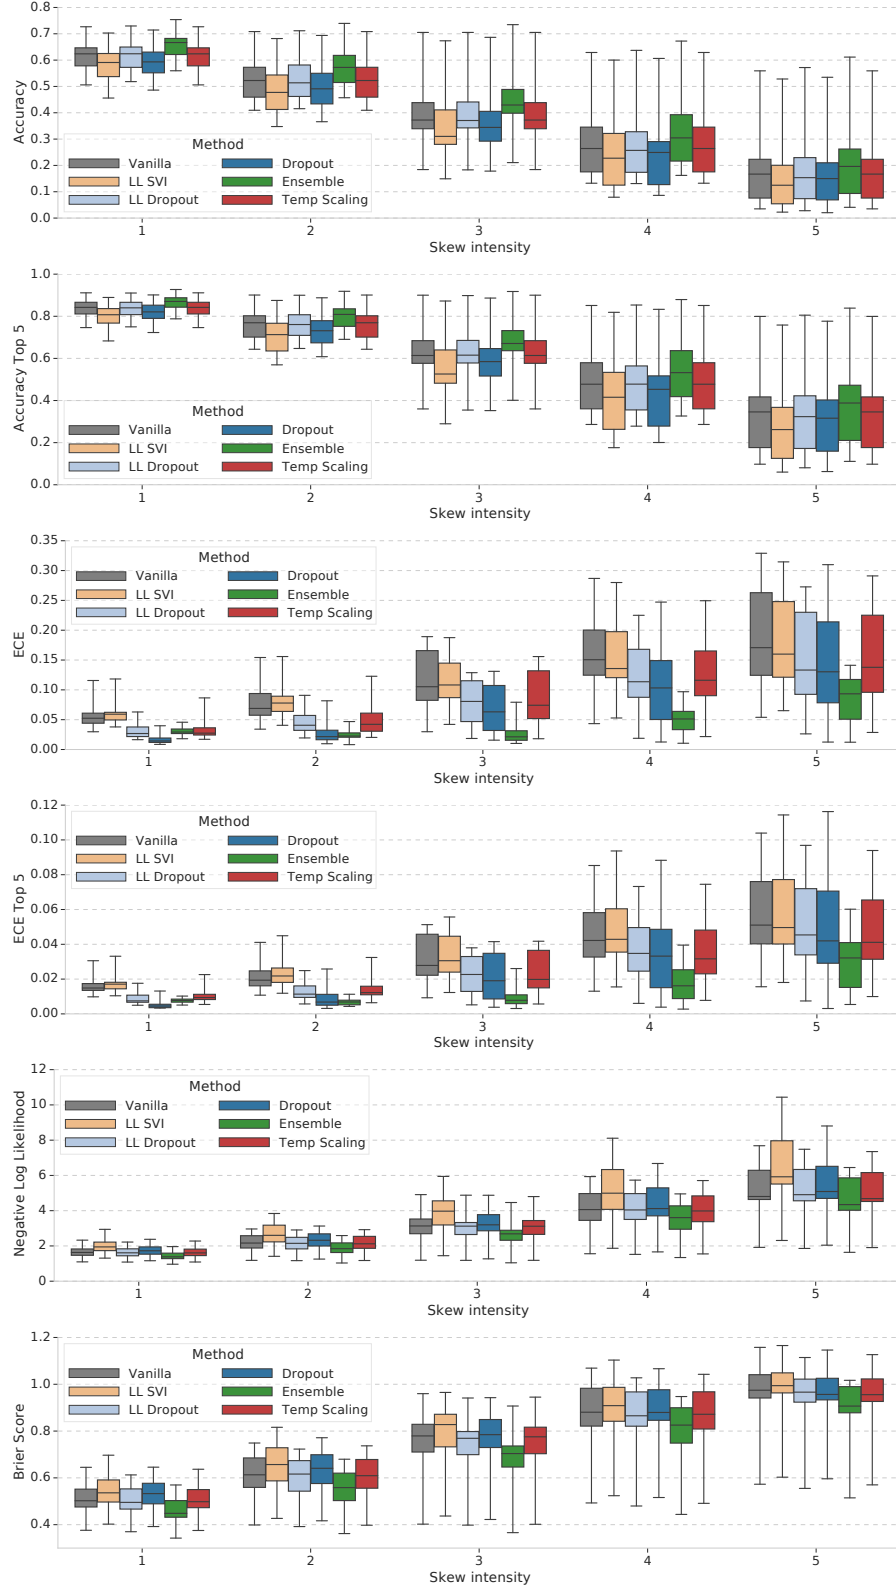 0.8
0.7
0.6
0.5
0.4
0.3
0.2
0.1
0.0
Accuracy
Method
Vanilla
LL SVI
LL Dropout
Dropout
Ensemble
Temp Scaling
1 2 3 4 5
Skew intensity
1.0
0.8
0.6
0.4
0.2
0.0
Accuracy Top 5
Method
Vanilla
LL SVI
LL Dropout
Dropout
Ensemble
Temp Scaling
1 2 3 4 5
Skew intensity
0.35
0.30
0.25
0.20
0.15
0.10
0.05
0.00
ECE
Method
Vanilla
LL SVI
LL Dropout
Dropout
Ensemble
Temp Scaling
1 2 3 4 5
Skew intensity
0.12
0.10
0.08
0.06
0.04
0.02
0.00
ECE Top 5
Method
Vanilla
LL SVI
LL Dropout
Dropout
Ensemble
Temp Scaling
1 2 3 4 5
Skew intensity
12
10
8
6
4
2
0
Negative Log Likelihood
Method
Vanilla
LL SVI
LL Dropout
Dropout
Ensemble
Temp Scaling
1 2 3 4 5
Skew intensity
1.2
1.0
0.8
0.6
0.4
Brier Score
Method
Vanilla
LL SVI
LL Dropout
Dropout
Ensemble
Temp Scaling
1 2 3 4 5
Skew intensity